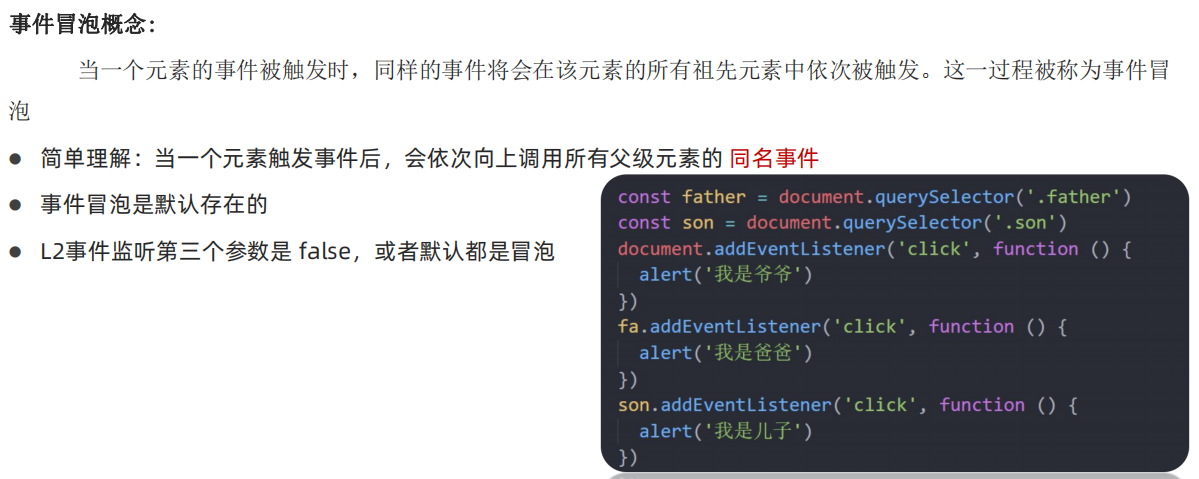 事件冒泡概念：
当一个元素的事件被触发时，同样的事件将会在该元素的所有祖先元素中依次被触发。这一过程被称为事件冒
泡
● 简单理解：当一个元素触发事件后，会依次向上调用所有父级元素的 同名事件
● 事件冒泡是默认存在的
● L2事件监听第三个参数是 false，或者默认都是冒泡
const father = document.querySelector('.father')
const son = document.querySelector('.son')
document.addEventListener('click', function () {
  alert('我是爷爷')
})
fa.addEventListener('click', function () {
  alert('我是爸爸')
})
son.addEventListener('click', function () {
  alert('我是儿子')
})